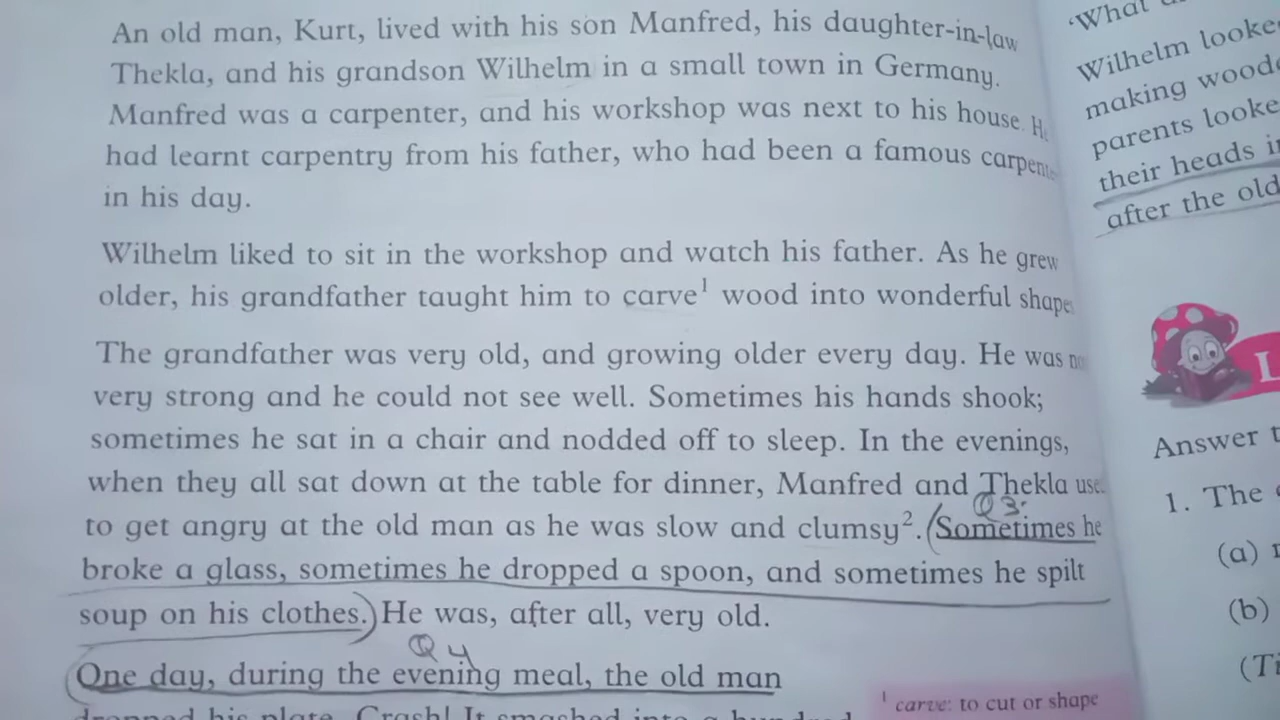 An old man, Kurt, lived with his son Manfred, his daughter-in-law
Thekla, and his grandson Wilhelm in a small town in Germany.
Manfred was a carpenter, and his workshop was next to his house. He
had learnt carpentry from his father, who had been a famous carpente
in his day.
Wilhelm liked to sit in the workshop and watch his father. As he grew
older, his grandfather taught him to carve¹ wood into wonderful shapes
The grandfather was very old, and growing older every day. He was no
very strong and he could not see well. Sometimes his hands shook;
sometimes he sat in a chair and nodded off to sleep. In the evenings,
when they all sat down at the table for dinner, Manfred and Thekla use
Q 3.
to get angry at the old man as he was slow and clumsy². (Sometimes he
broke a glass, sometimes he dropped a spoon, and sometimes he spilt
soup on his clothes.) He was, after all, very old.
Q 4
One day, during the evening meal, the old man
dropped his plate. Crash! It smashed into a hundred
¹ carve: to cut or shape
'What
Wilhelm looke
making wood
parents looke
their heads i
after the old
L
Answer t
1. The
(a)
(b)
(Ti